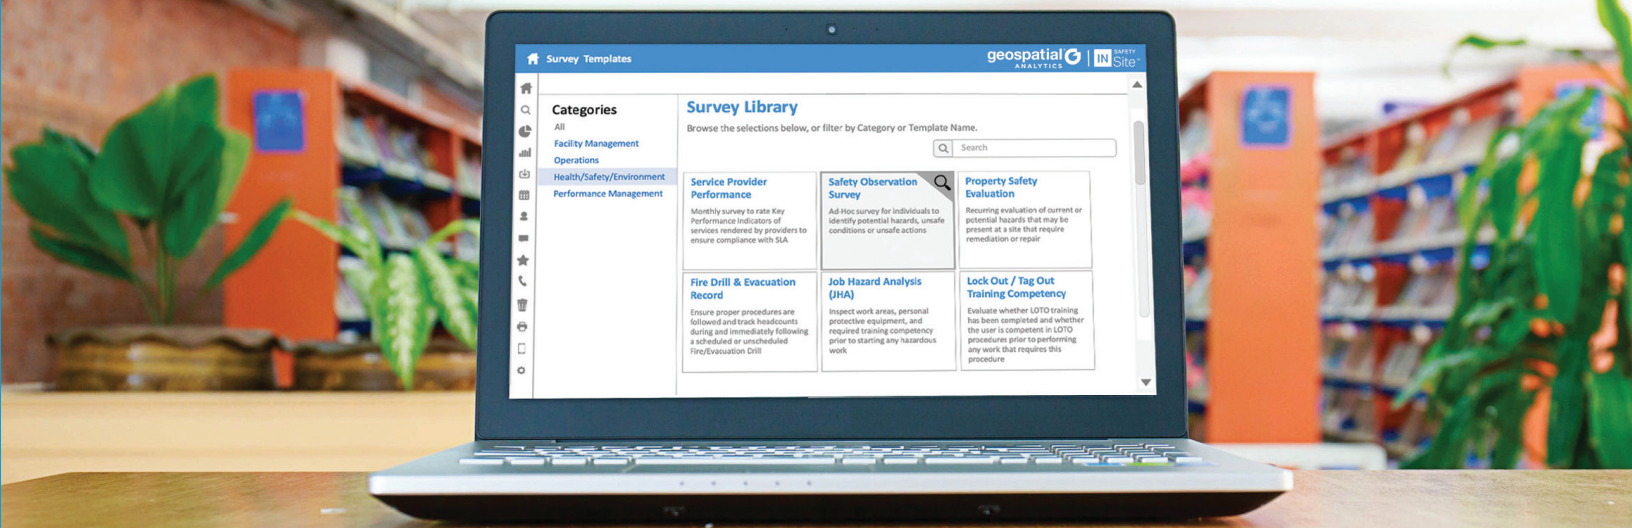 Survey Templates
geospatial G
ANALYTICS
IN
SAFETY
Site
Categories
All
Facility Management
Operations
Health/Safety/Environment
Performance Management
Survey Library
Browse the selections below, or filter by Category or Template Name.
Search
Service Provider
Performance
Monthly survey to rate Key
Performance Indicators of
services rendered by providers to
ensure compliance with SLA
Safety Observation
Survey
Ad-Hoc survey for individuals to
identify potential hazards, unsafe
conditions or unsafe actions
Property Safety
Evaluation
Recurring evaluation of current or
potential hazards that may be
present at a site that require
remediation or repair
Fire Drill & Evacuation
Record
Ensure proper procedures are
followed and track headcounts
during and immediately following
a scheduled or unscheduled
Fire/Evacuation Drill
Job Hazard Analysis
(JHA)
Inspect work areas, personal
protective equipment, and
required training competency
prior to starting any hazardous
work
Lock Out / Tag Out
Training Competency
Evaluate whether LOTO training
has been completed and whether
the user is competent in LOTO
procedures prior to performing
any work that requires this
procedure